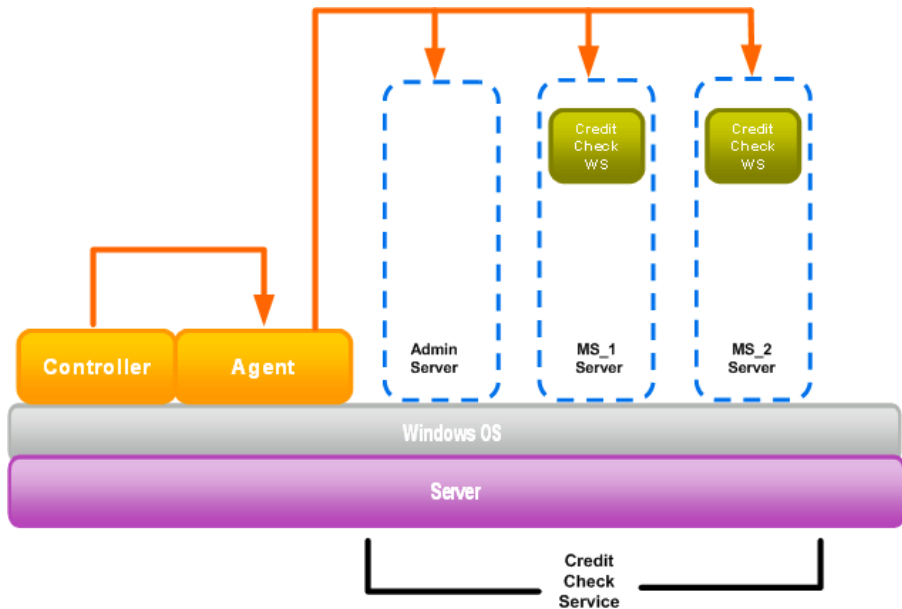 Credit
Check
WS
Credit
Check
WS
Controller
Agent
Admin
Server
MS_1
Server
MS_2
Server
Windows OS
Server
Credit
Check
Service